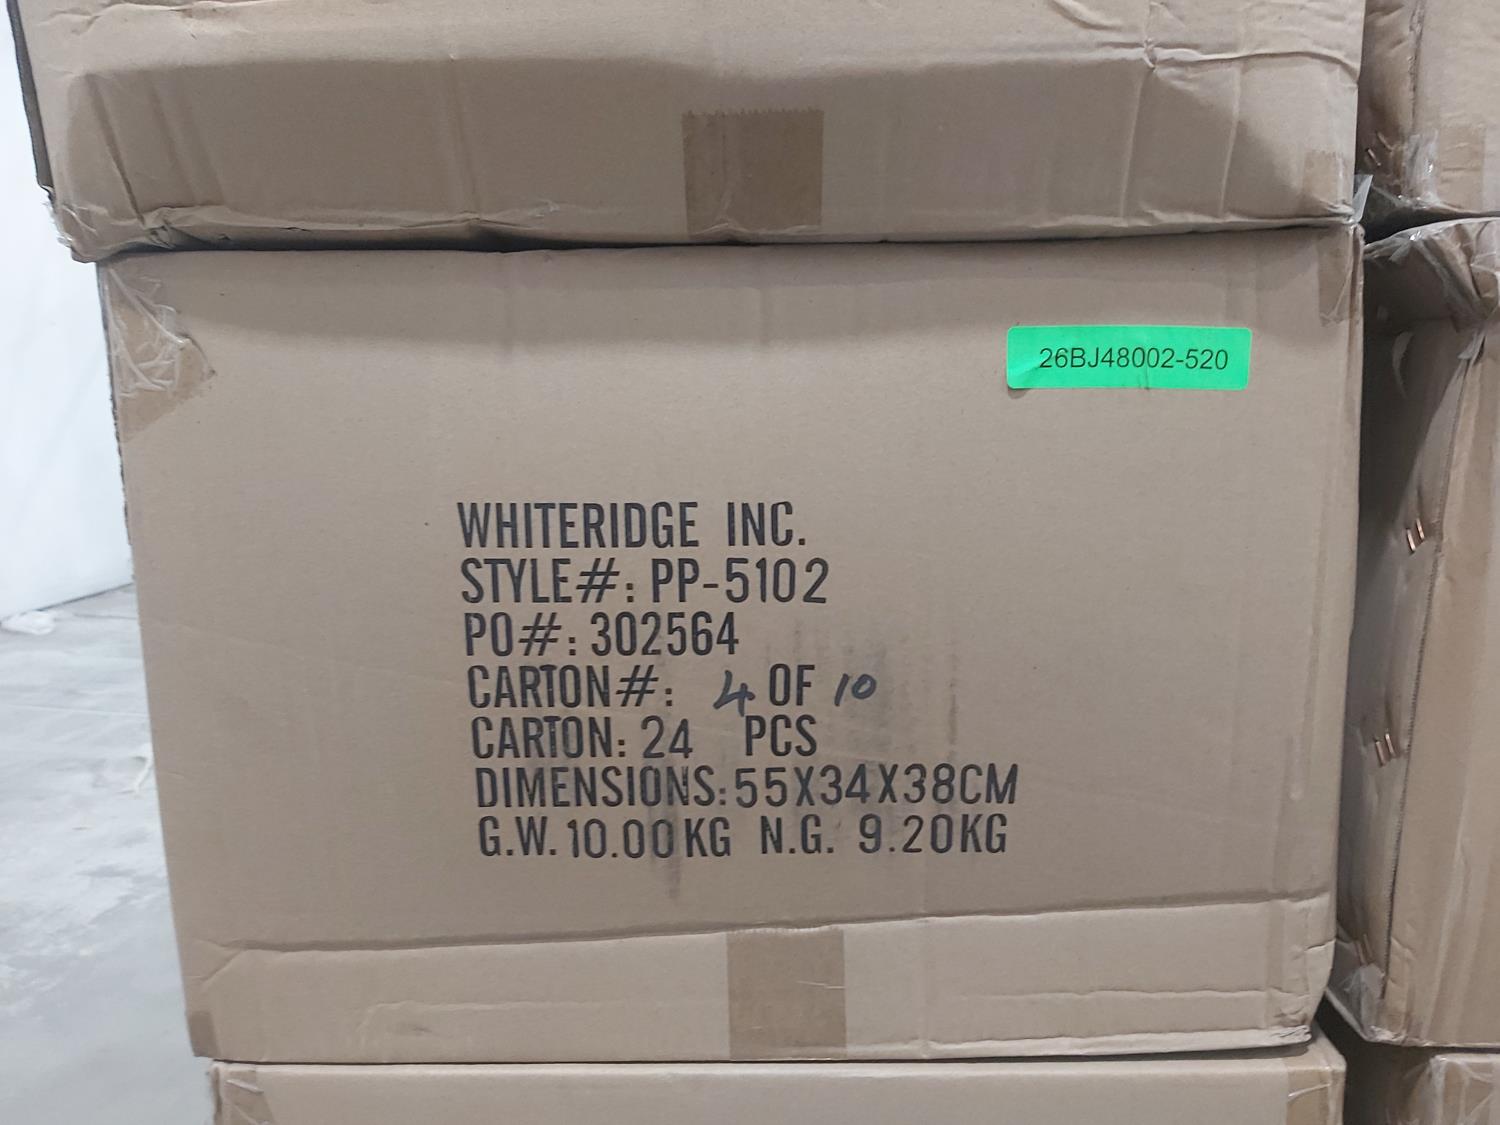 26BJ48002-520
WHITERIDGE INC.
STYLE#: PP-5102
PO#: 302564
CARTON#: 4 OF 10
CARTON: 24 PCS
DIMENSIONS: 55X34X38CM
G.W. 10.00KG N.G. 9.20KG